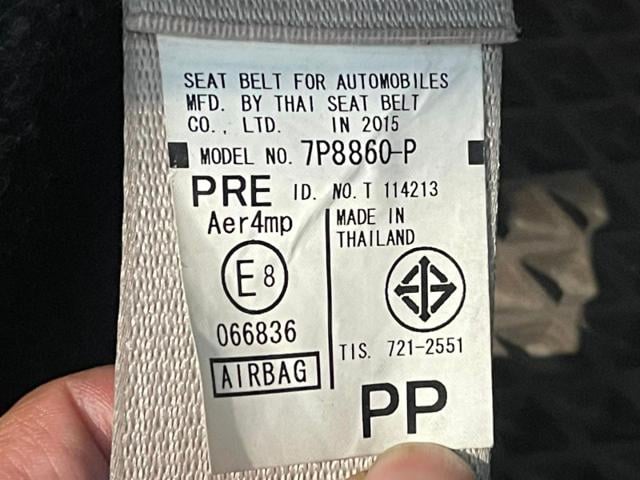 SEAT BELT FOR AUTOMOBILES
MFD. BY THAI SEAT BELT
CO., LTD. IN 2015
MODEL NO. 7P8860-P
PRE ID. NO. T 114213
Aer4mp
E8
066836
AIRBAG
MADE IN
THAILAND
TIS. 721-2551
PP